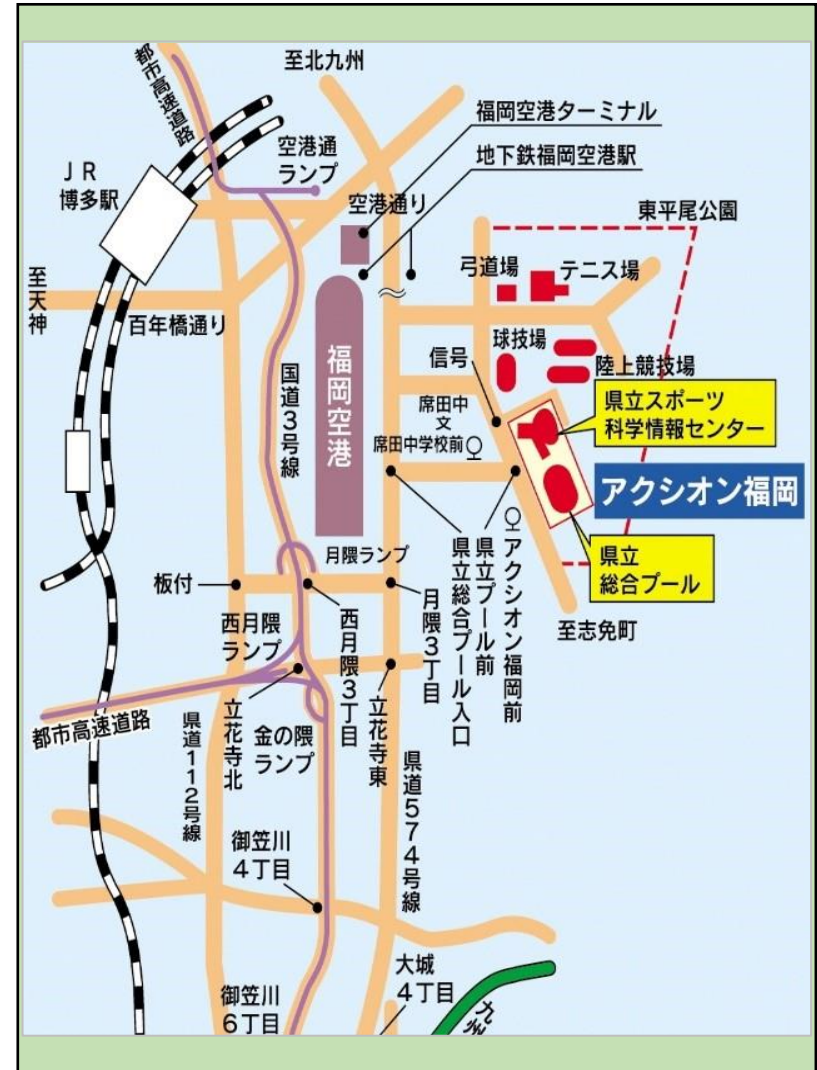 都市高速道路
至北九州
福岡空港ターミナル
地下鉄福岡空港駅
空港通
ランプ
ＪＲ
博多駅
空港通り
東平尾公園
弓道場
テニス場
至天神
百年橋通り
国道３号線
福岡空港
信号
球技場
陸上競技場
県立スポーツ
科学情報センター
席田中
文
席田中学校前
アクシオン福岡
県立
総合プール
月隈ランプ
板付
西月隈
ランプ
西月隈３丁目
月隈３丁目
県立総合プール入口
県立プール前
アクシオン福岡前
至志免町
都市高速道路
県道１１２号線
立花寺北
金の隈
ランプ
立花寺東
県道５７４号線
御笠川
４丁目
御笠川
６丁目
大城
４丁目
九州